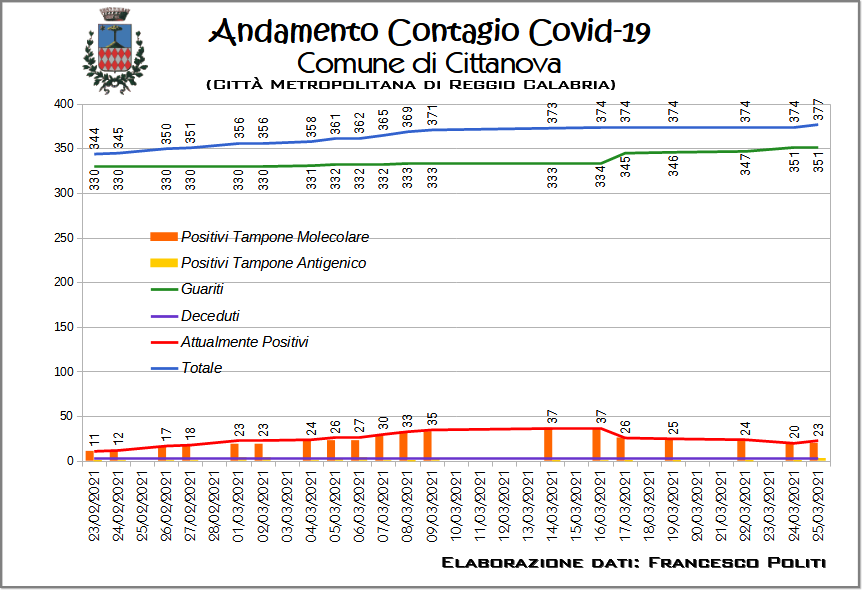 Andamento Contagio Covid-19
Comune di Cittanova
(Città Metropolitana di Reggio Calabria)
400
350
300
250
200
150
100
50
0
344 345 350 351 356 356 358 361 362 365 369 371 373 374 374 374 374 374 377
330 330 330 330 330 330 331 332 332 332 333 333 333 334 345 346 347 351 351
Positivi Tampone Molecolare
Positivi Tampone Antigenico
Guariti
Deceduti
Attualmente Positivi
Totale
11 12 17 18 23 23 24 26 27 30 33 35 37 37 26 25 24 20 23
23/02/2021 24/02/2021 25/02/2021 26/02/2021 27/02/2021 28/02/2021 01/03/2021 02/03/2021 03/03/2021 04/03/2021 05/03/2021 06/03/2021 07/03/2021 08/03/2021 09/03/2021 10/03/2021 11/03/2021 12/03/2021 13/03/2021 14/03/2021 15/03/2021 16/03/2021 17/03/2021 18/03/2021 19/03/2021 20/03/2021 21/03/2021 22/03/2021 23/03/2021 24/03/2021 25/03/2021
Elaborazione dati: Francesco Politi